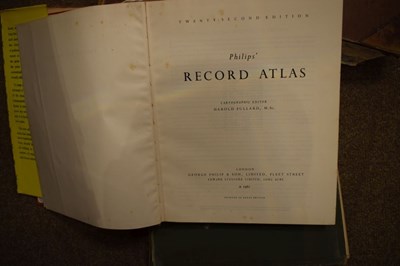 TWENTY-SECOND EDITION
Philips'
RECORD ATLAS
CARTOGRAPHIC EDITOR
HAROLD FULLARD, M.Sc.
LONDON
GEORGE PHILIP & SON, LIMITED, FLEET STREET